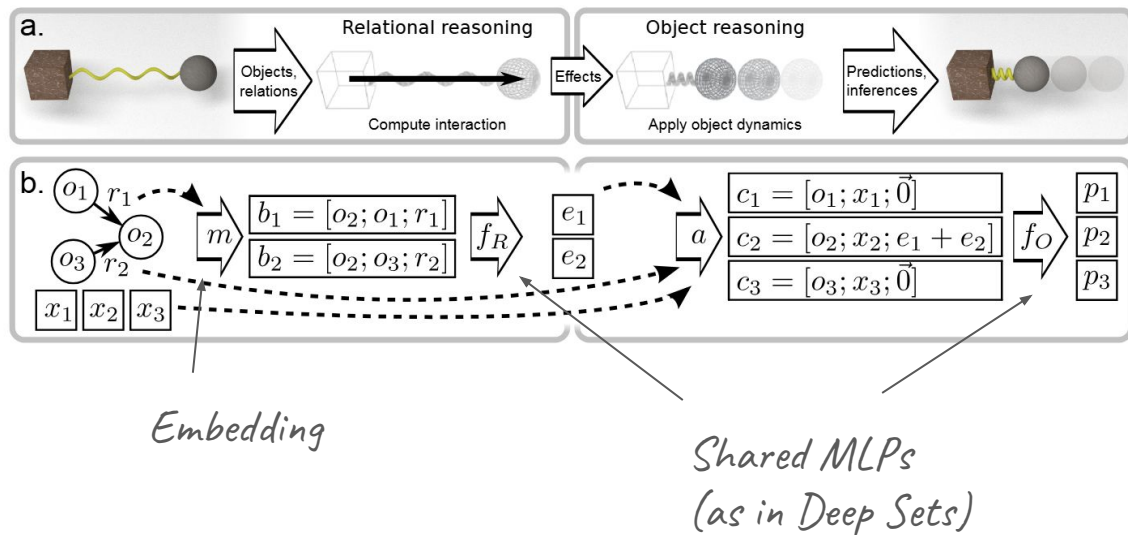 a.
Relational reasoning
Object reasoning
Objects,
relations
Effects
Predictions,
inferences
Compute interaction
Apply object dynamics
b.
o₁
r₁
o₂
o₃
r₂
x₁ x₂ x₃
m
b₁ = [o₂; o₁; r₁]
b₂ = [o₂; o₃; r₂]
f_R
e₁
e₂
a
c₁ = [o₁; x₁; 0⃗]
c₂ = [o₂; x₂; e₁ + e₂]
c₃ = [o₃; x₃; 0⃗]
f_O
p₁
p₂
p₃
Embedding
Shared MLPs
(as in Deep Sets)